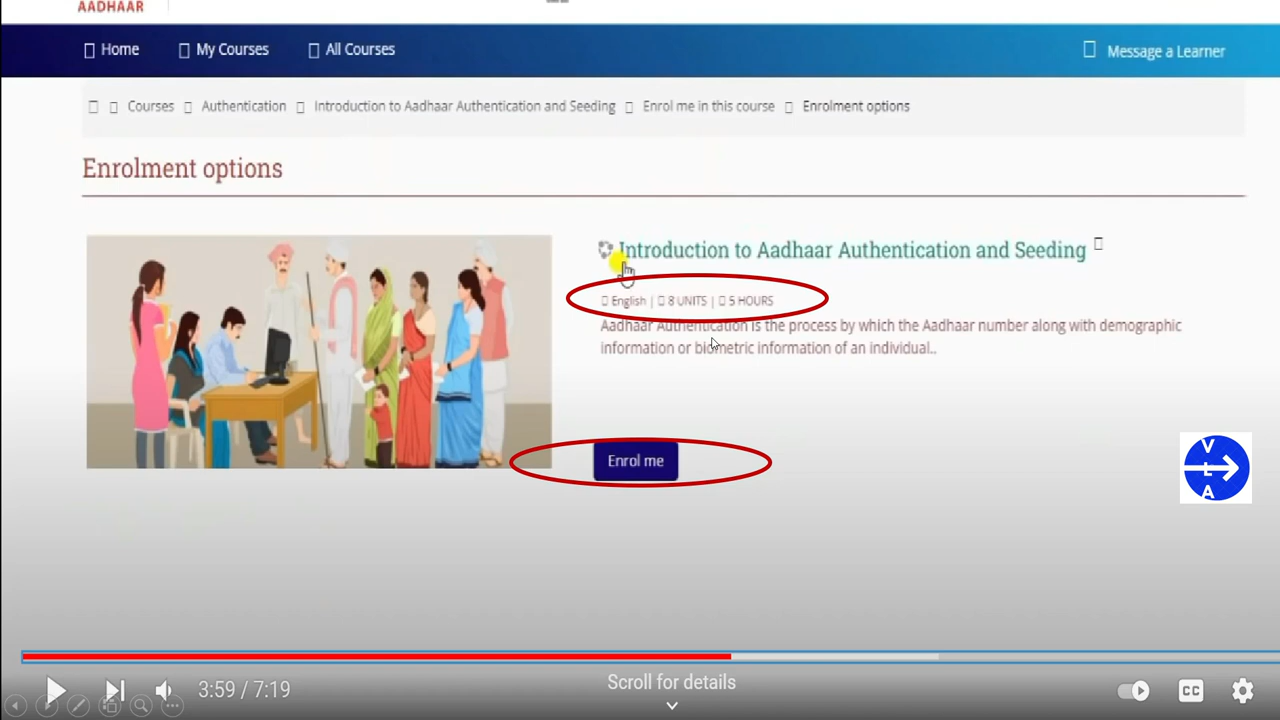 AADHAAR
Home My Courses All Courses Message a Learner
Courses Authentication Introduction to Aadhaar Authentication and Seeding Enrol me in this course Enrolment options
Enrolment options
Introduction to Aadhaar Authentication and Seeding
English | 8 UNITS | 5 HOURS
Aadhaar Authentication is the process by which the Aadhaar number along with demographic
information or biometric information of an individual..
Enrol me
V
L
A
3:59 / 7:19
Scroll for details
CC